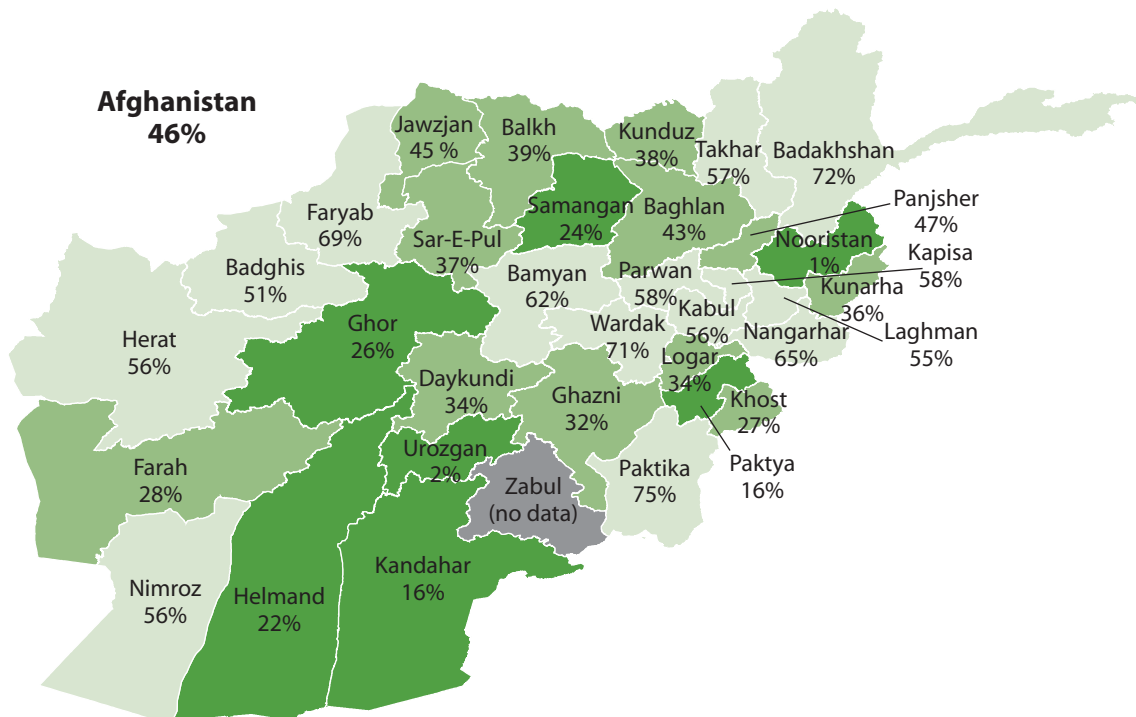 Afghanistan
46%
Jawzjan
45 %
Balkh
39%
Kunduz
38%
Takhar
57%
Badakhshan
72%
Panjsher
47%
Faryab
69%
Samangan
24%
Baghlan
43%
Sar-E-Pul
37%
Nooristan
1%
Kapisa
58%
Badghis
51%
Bamyan
62%
Parwan
58%
Kunarha
36%
Kabul
56%
Herat
56%
Ghor
26%
Wardak
71%
Nangarhar
65%
Laghman
55%
Logar
34%
Daykundi
34%
Ghazni
32%
Khost
27%
Urozgan
2%
Farah
28%
Paktika
75%
Paktya
16%
Zabul
(no data)
Kandahar
16%
Nimroz
56%
Helmand
22%